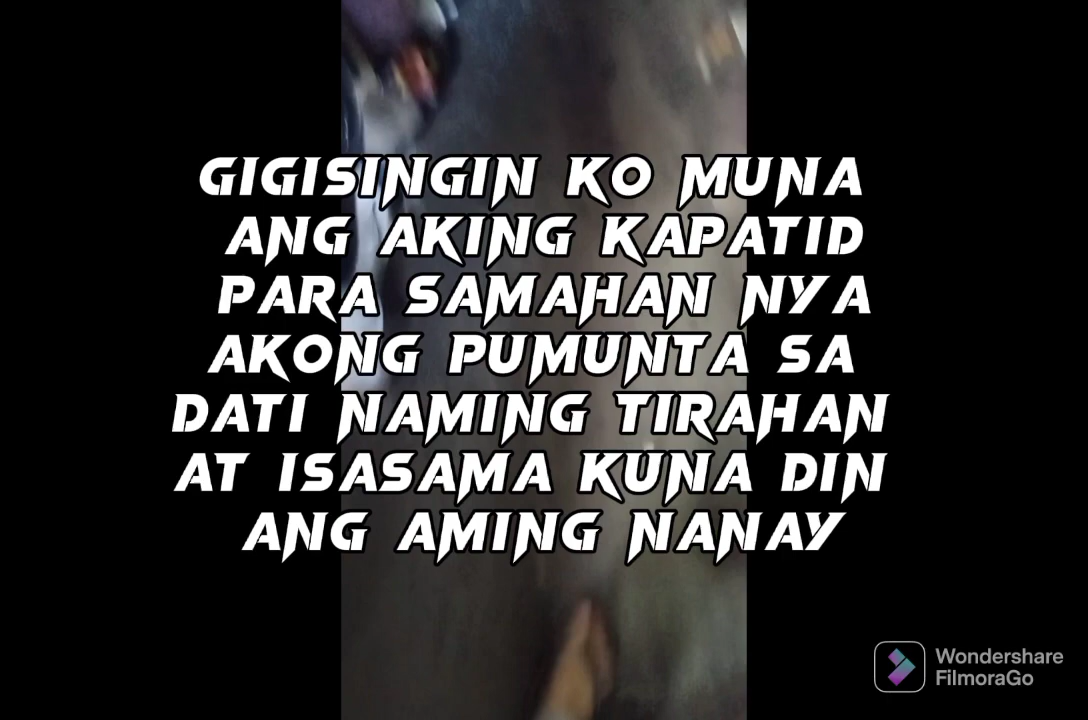 GIGISINGIN KO MUNA
ANG AKING KAPATID
PARA SAMAHAN NYA
AKONG PUMUNTA SA
DATI NAMING TIRAHAN
AT ISASAMA KUNA DIN
ANG AMING NANAY
Wondershare
FilmoraGo